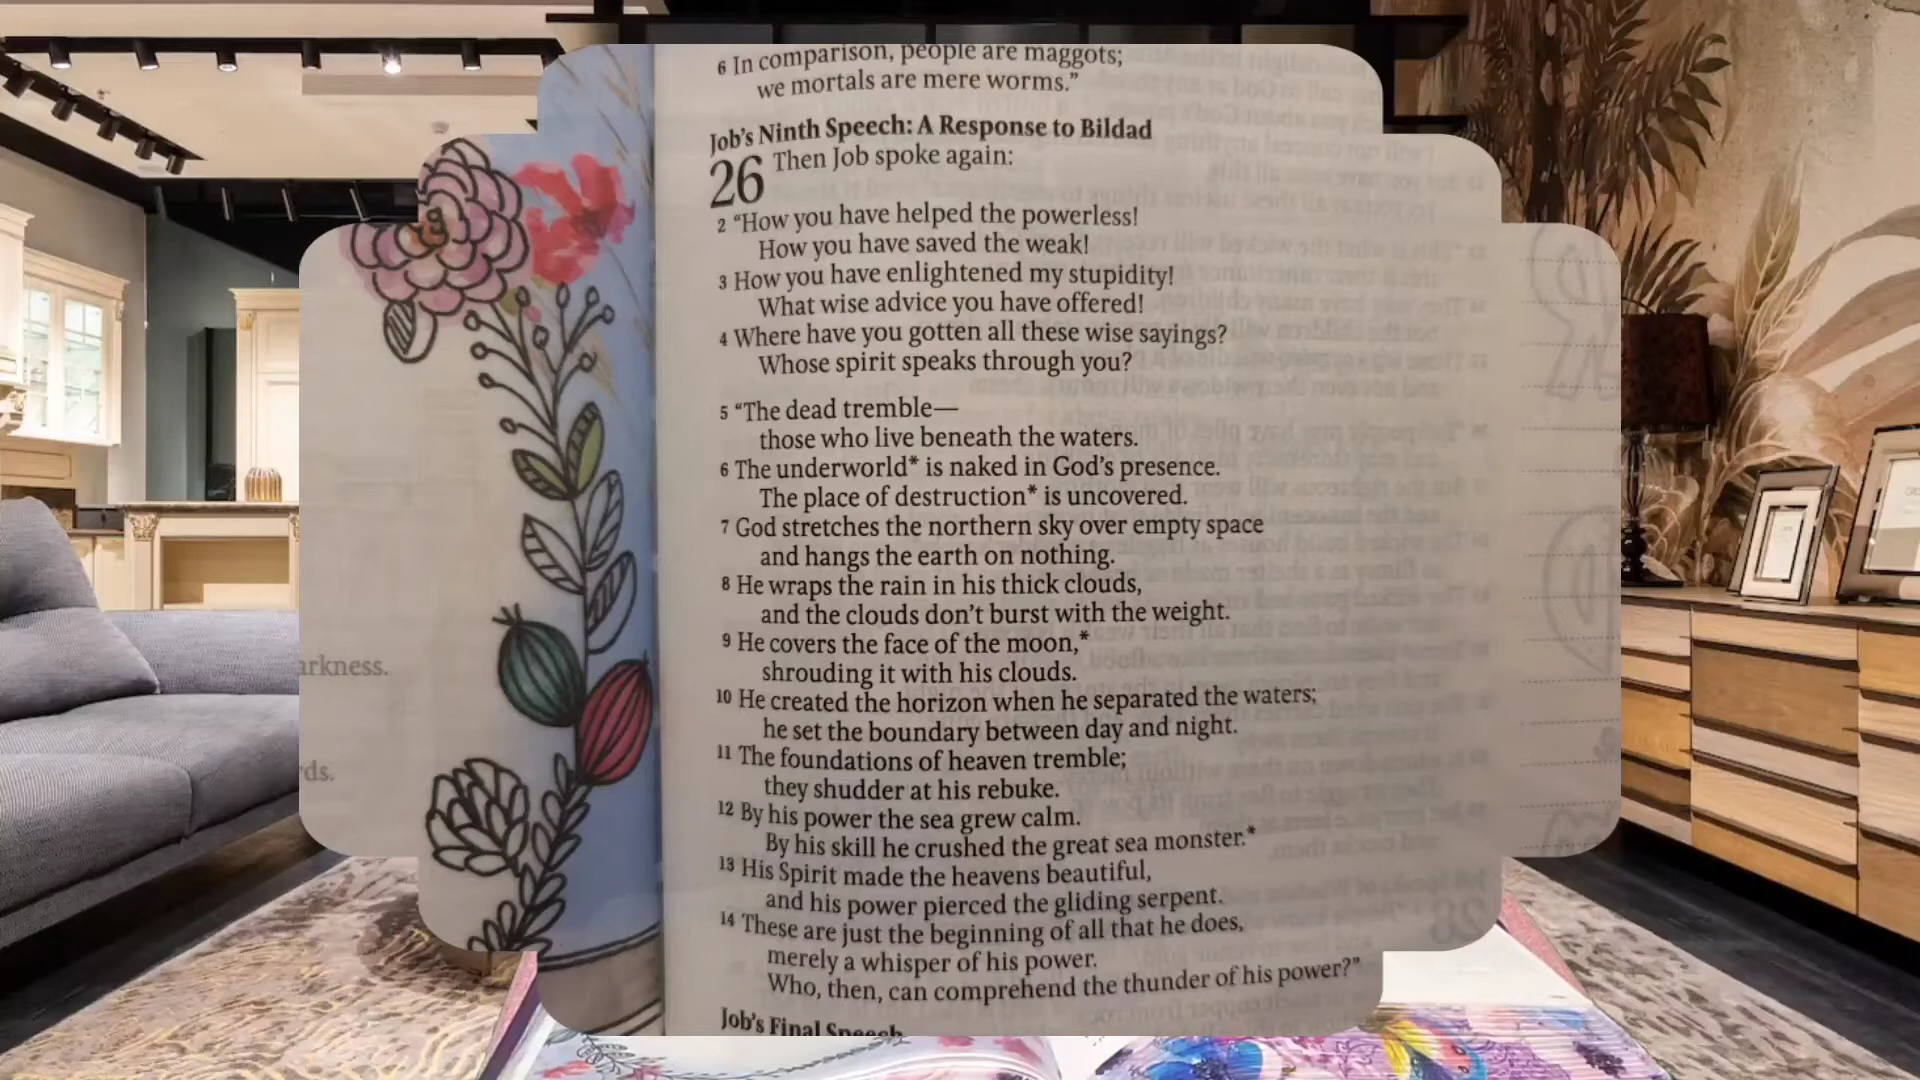 6 In comparison, people are maggots;
we mortals are mere worms.”
Job’s Ninth Speech: A Response to Bildad
26 Then Job spoke again:
2 “How you have helped the powerless!
How you have saved the weak!
3 How you have enlightened my stupidity!
What wise advice you have offered!
4 Where have you gotten all these wise sayings?
Whose spirit speaks through you?
5 “The dead tremble—
those who live beneath the waters.
6 The underworld* is naked in God’s presence.
The place of destruction* is uncovered.
7 God stretches the northern sky over empty space
and hangs the earth on nothing.
8 He wraps the rain in his thick clouds,
and the clouds don’t burst with the weight.
9 He covers the face of the moon,*
shrouding it with his clouds.
10 He created the horizon when he separated the waters;
he set the boundary between day and night.
11 The foundations of heaven tremble;
they shudder at his rebuke.
12 By his power the sea grew calm.
By his skill he crushed the great sea monster.*
13 His Spirit made the heavens beautiful,
and his power pierced the gliding serpent.
14 These are just the beginning of all that he does,
merely a whisper of his power.
Who, then, can comprehend the thunder of his power?”
Job’s Final Speech
arkness.
ds.